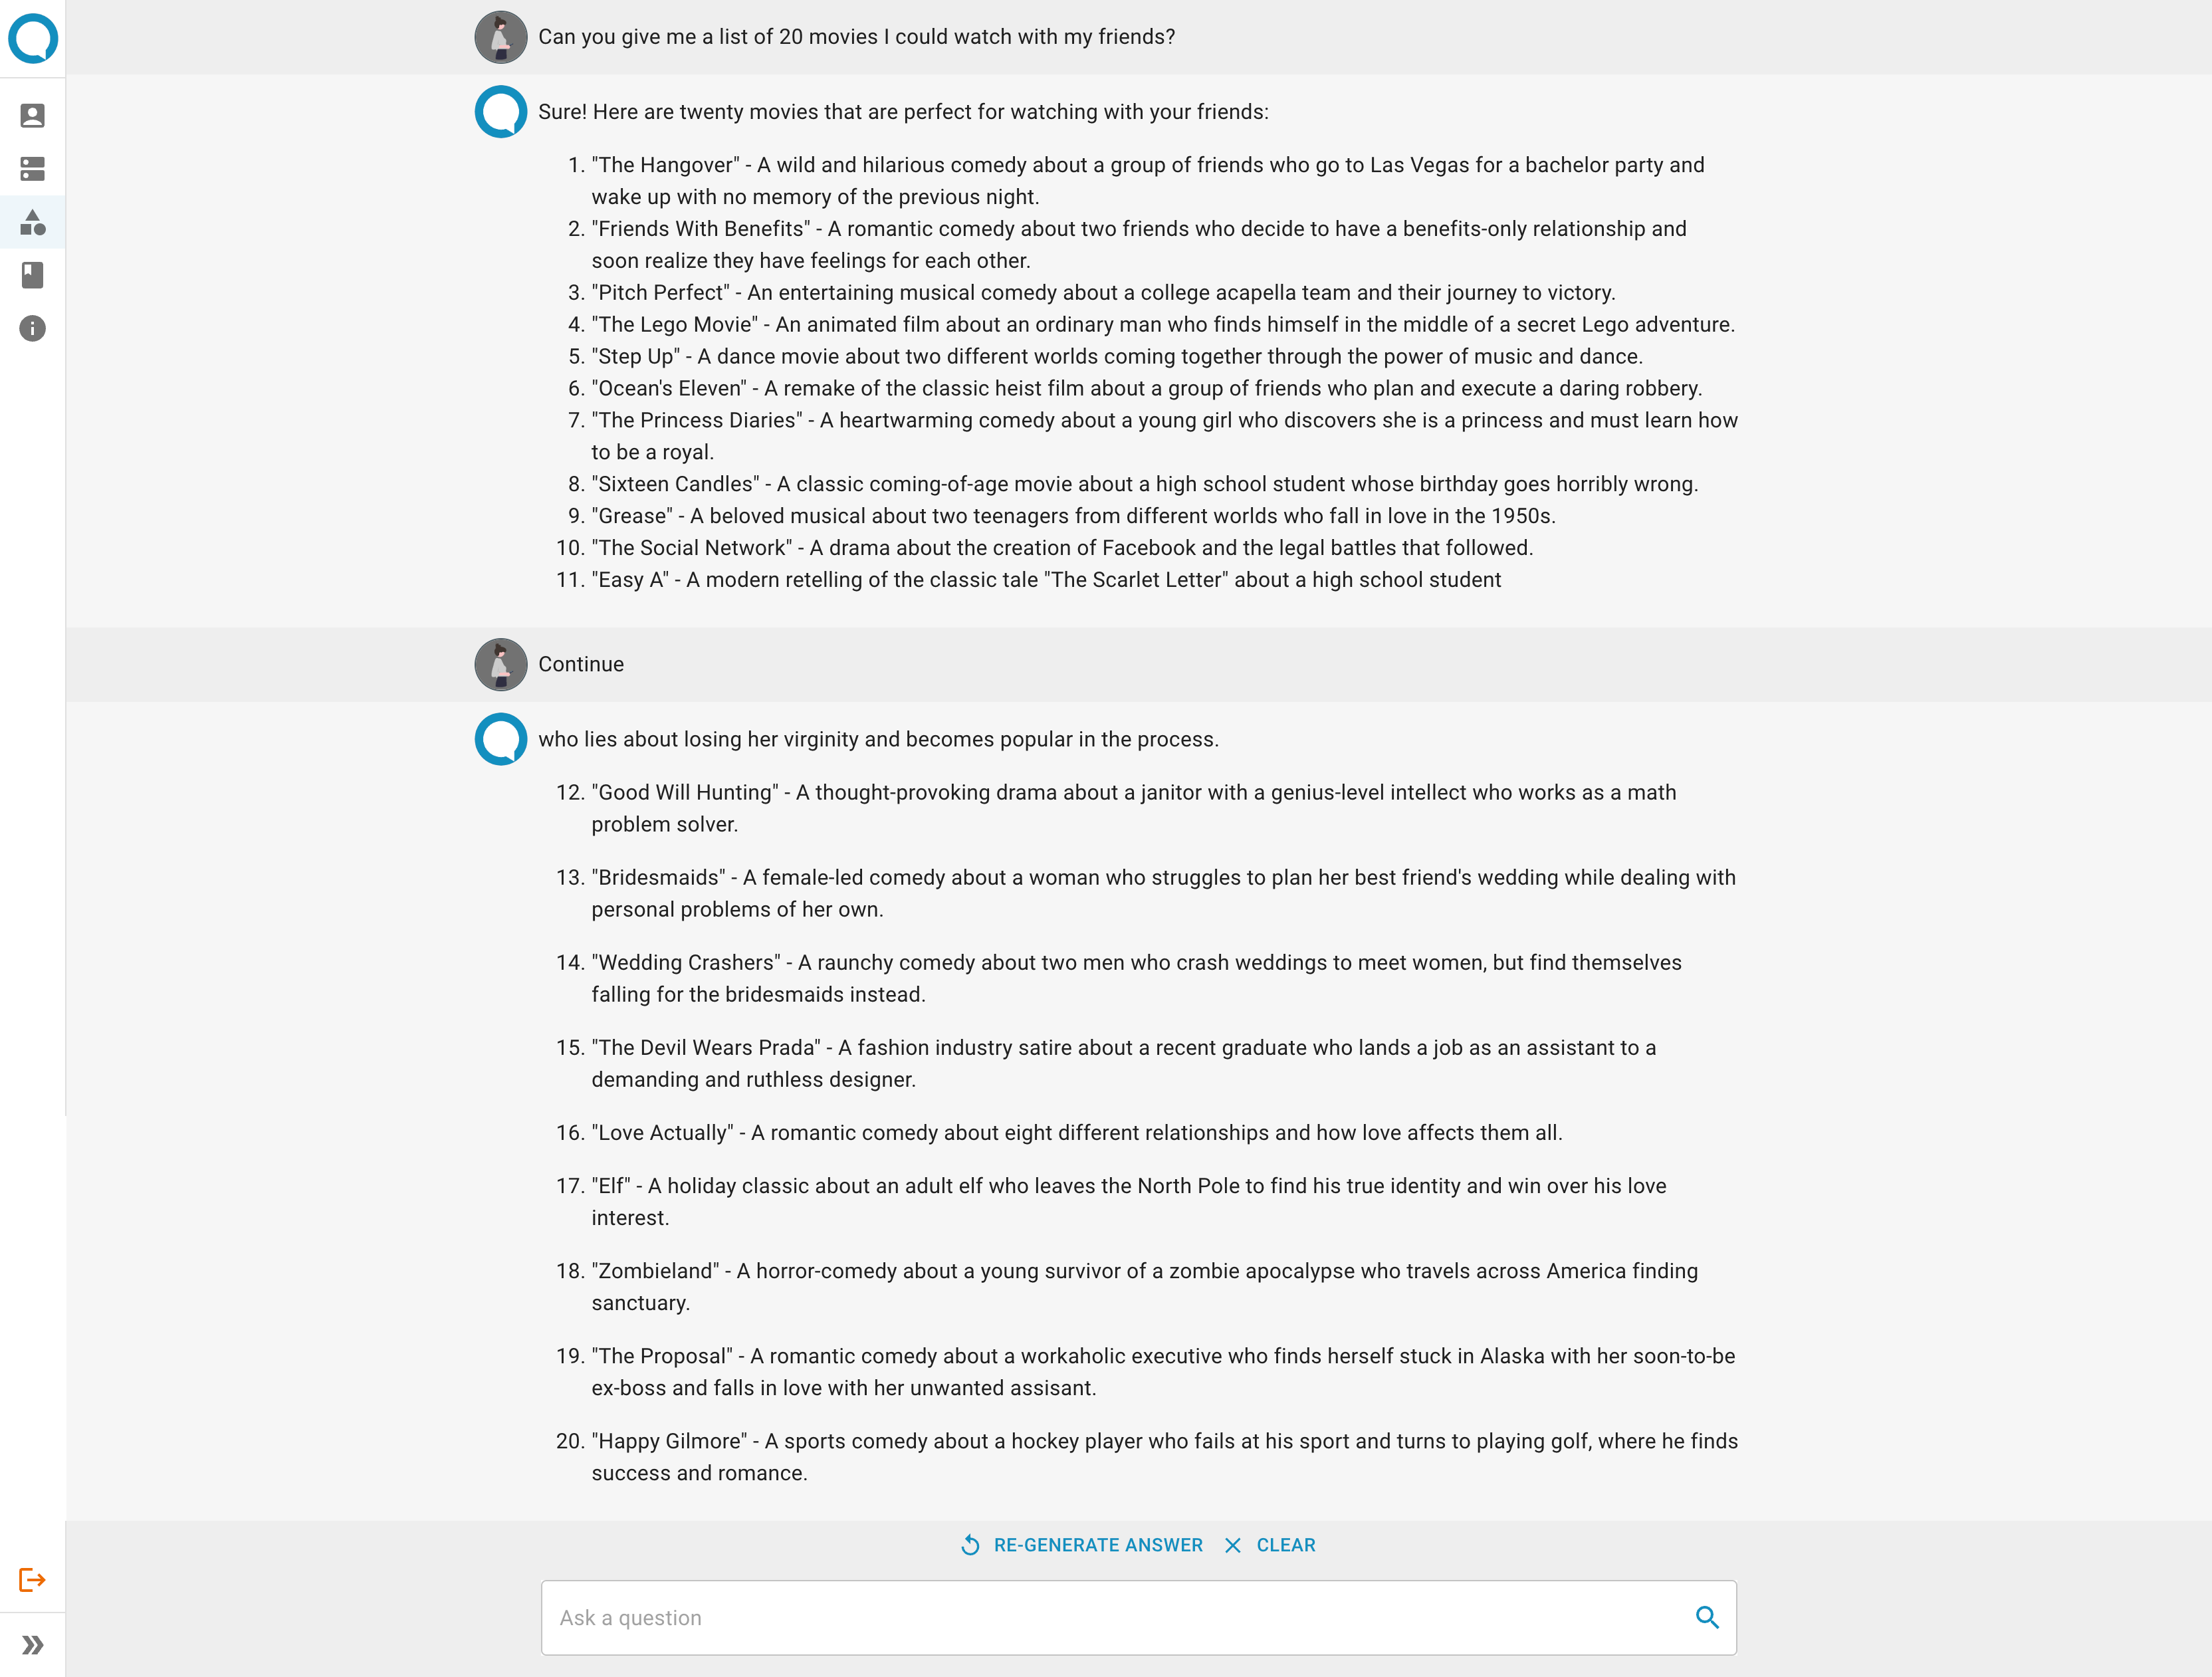 Can you give me a list of 20 movies I could watch with my friends?
Sure! Here are twenty movies that are perfect for watching with your friends:
1. "The Hangover" - A wild and hilarious comedy about a group of friends who go to Las Vegas for a bachelor party and
wake up with no memory of the previous night.
2. "Friends With Benefits" - A romantic comedy about two friends who decide to have a benefits-only relationship and
soon realize they have feelings for each other.
3. "Pitch Perfect" - An entertaining musical comedy about a college acapella team and their journey to victory.
4. "The Lego Movie" - An animated film about an ordinary man who finds himself in the middle of a secret Lego adventure.
5. "Step Up" - A dance movie about two different worlds coming together through the power of music and dance.
6. "Ocean's Eleven" - A remake of the classic heist film about a group of friends who plan and execute a daring robbery.
7. "The Princess Diaries" - A heartwarming comedy about a young girl who discovers she is a princess and must learn how
to be a royal.
8. "Sixteen Candles" - A classic coming-of-age movie about a high school student whose birthday goes horribly wrong.
9. "Grease" - A beloved musical about two teenagers from different worlds who fall in love in the 1950s.
10. "The Social Network" - A drama about the creation of Facebook and the legal battles that followed.
11. "Easy A" - A modern retelling of the classic tale "The Scarlet Letter" about a high school student
Continue
who lies about losing her virginity and becomes popular in the process.
12. "Good Will Hunting" - A thought-provoking drama about a janitor with a genius-level intellect who works as a math
problem solver.
13. "Bridesmaids" - A female-led comedy about a woman who struggles to plan her best friend's wedding while dealing with
personal problems of her own.
14. "Wedding Crashers" - A raunchy comedy about two men who crash weddings to meet women, but find themselves
falling for the bridesmaids instead.
15. "The Devil Wears Prada" - A fashion industry satire about a recent graduate who lands a job as an assistant to a
demanding and ruthless designer.
16. "Love Actually" - A romantic comedy about eight different relationships and how love affects them all.
17. "Elf" - A holiday classic about an adult elf who leaves the North Pole to find his true identity and win over his love
interest.
18. "Zombieland" - A horror-comedy about a young survivor of a zombie apocalypse who travels across America finding
sanctuary.
19. "The Proposal" - A romantic comedy about a workaholic executive who finds herself stuck in Alaska with her soon-to-be
ex-boss and falls in love with her unwanted assisant.
20. "Happy Gilmore" - A sports comedy about a hockey player who fails at his sport and turns to playing golf, where he finds
success and romance.
RE-GENERATE ANSWER CLEAR
Ask a question